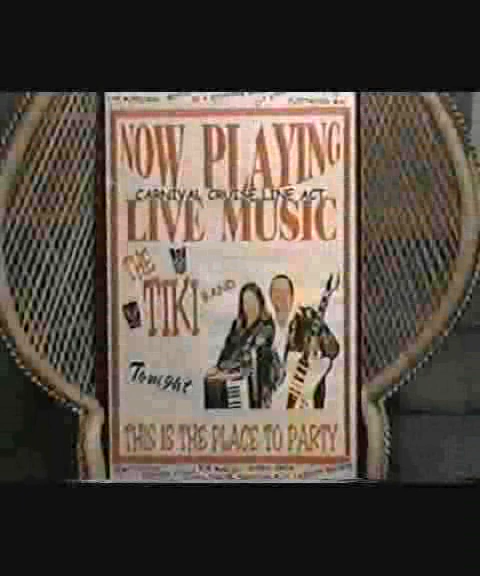 NOW PLAYING
CARNIVAL CRUISE LINE ACT
LIVE MUSIC
THE
TIKI BAND
Tonight
THIS IS THE PLACE TO PARTY